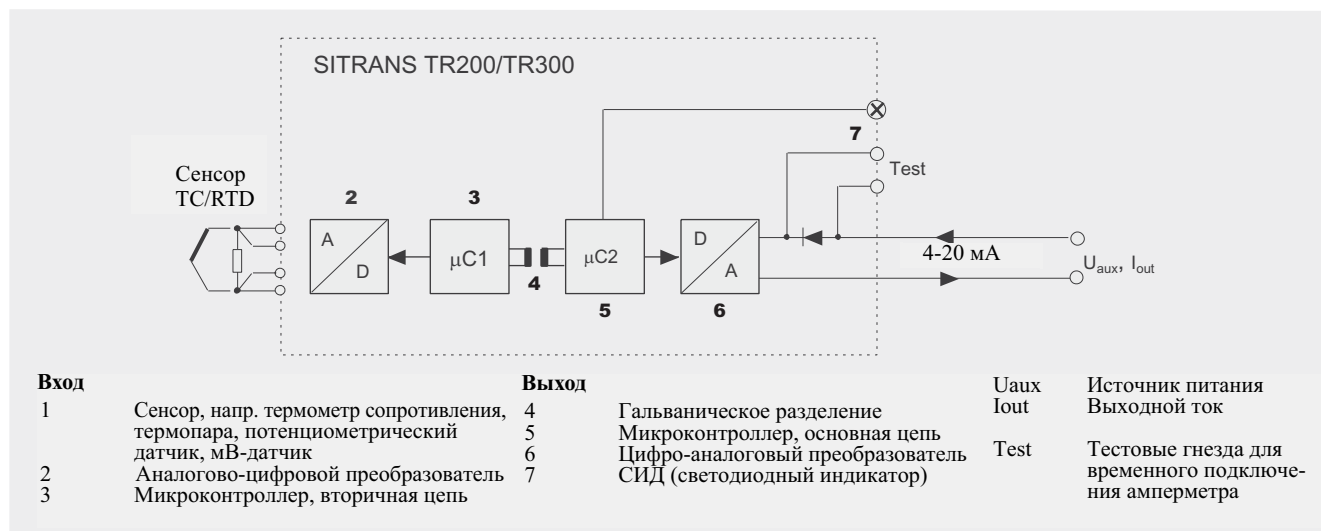 SITRANS TR200/TR300
7
Test
Сенсор
TC/RTD
2
3
A
D
µC1
4
µC2
5
D
A
6
4-20 мА
Uaux, Iout
Вход
1 Сенсор, напр. термометр сопротивления,
термопара, потенциометрический
датчик, мВ-датчик
2 Аналогово-цифровой преобразователь
3 Микроконтроллер, вторичная цепь
Выход
4 Гальваническое разделение
5 Микроконтроллер, основная цепь
6 Цифро-аналоговый преобразователь
7 СИД (светодиодный индикатор)
Uaux Источник питания
Iout Выходной ток
Test Тестовые гнезда для
временного подключе-
ния амперметра